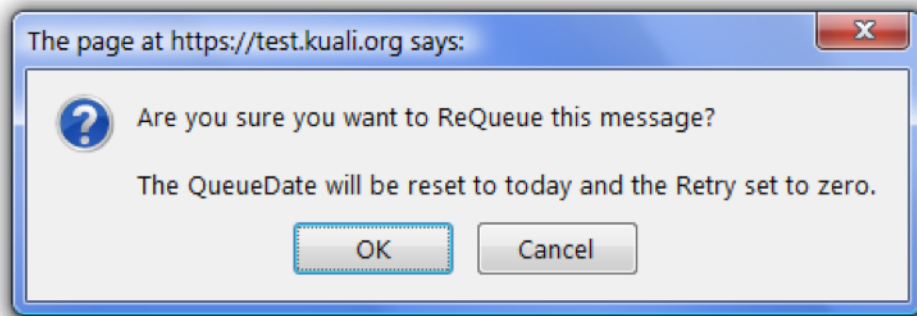 The page at https://test.kuali.org says:
Are you sure you want to ReQueue this message?
The QueueDate will be reset to today and the Retry set to zero.
OK Cancel